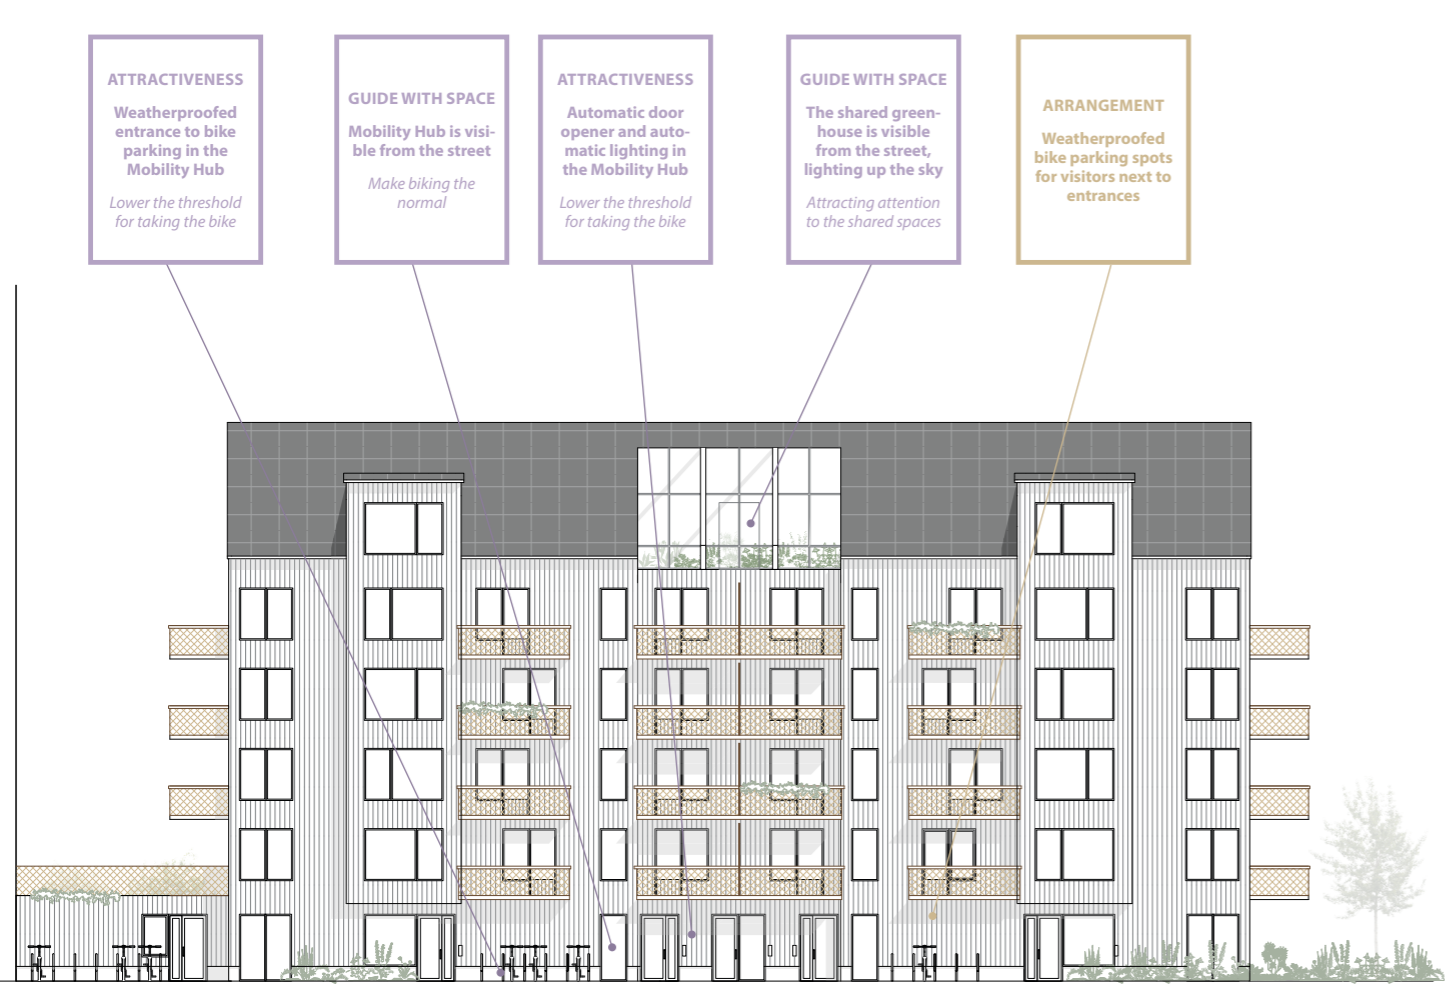 ATTRACTIVENESS
Weatherproofed
entrance to bike
parking in the
Mobility Hub
Lower the threshold
for taking the bike
GUIDE WITH SPACE
Mobility Hub is visi-
ble from the street
Make biking the
normal
ATTRACTIVENESS
Automatic door
opener and auto-
matic lighting in
the Mobility Hub
Lower the threshold
for taking the bike
GUIDE WITH SPACE
The shared green-
house is visible
from the street,
lighting up the sky
Attracting attention
to the shared spaces
ARRANGEMENT
Weatherproofed
bike parking spots
for visitors next to
entrances